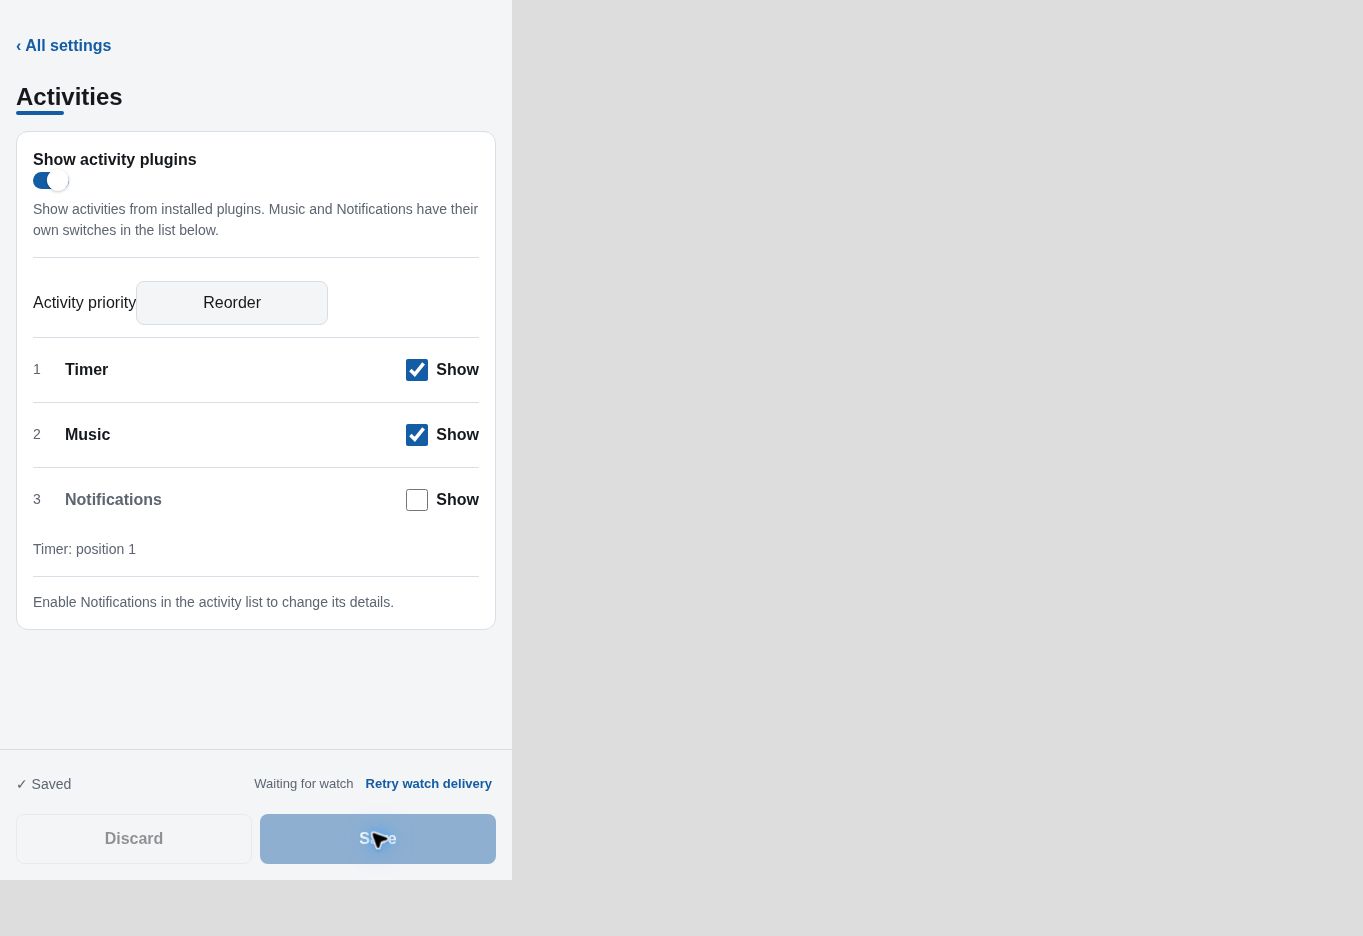 ‹ All settings
Activities
Show activity plugins
Show activities from installed plugins. Music and Notifications have their
own switches in the list below.
Activity priority Reorder
1 Timer Show
2 Music Show
3 Notifications Show
Timer: position 1
Enable Notifications in the activity list to change its details.
✓ Saved Waiting for watch Retry watch delivery
Discard